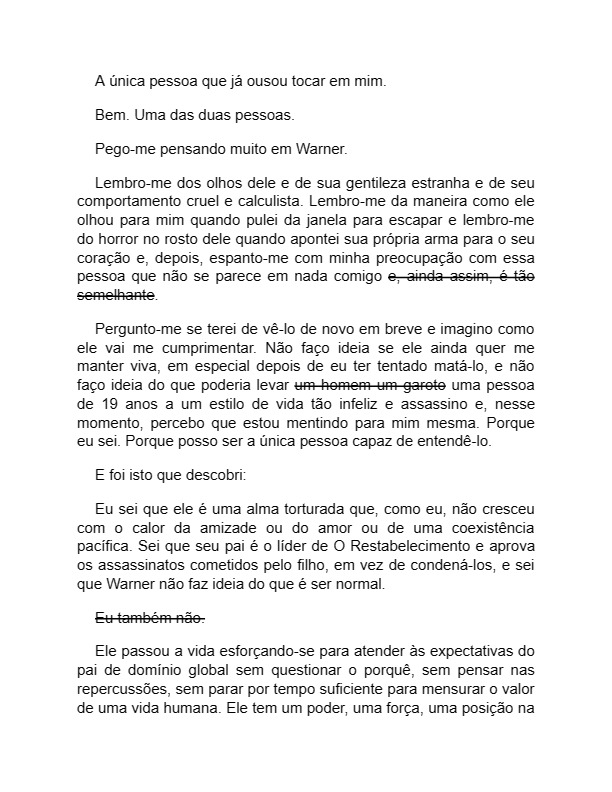 A única pessoa que já ousou tocar em mim.
Bem. Uma das duas pessoas.
Pego-me pensando muito em Warner.
Lembro-me dos olhos dele e de sua gentileza estranha e de seu
comportamento cruel e calculista. Lembro-me da maneira como ele
olhou para mim quando pulei da janela para escapar e lembro-me
do horror no rosto dele quando apontei sua própria arma para o seu
coração e, depois, espanto-me com minha preocupação com essa
pessoa que não se parece em nada comigo e, ainda assim, é tão
semelhante.
Pergunto-me se terei de vê-lo de novo em breve e imagino como
ele vai me cumprimentar. Não faço ideia se ele ainda quer me
manter viva, em especial depois de eu ter tentado matá-lo, e não
faço ideia do que poderia levar um homem um garoto uma pessoa
de 19 anos a um estilo de vida tão infeliz e assassino e, nesse
momento, percebo que estou mentindo para mim mesma. Porque
eu sei. Porque posso ser a única pessoa capaz de entendê-lo.
E foi isto que descobri:
Eu sei que ele é uma alma torturada que, como eu, não cresceu
com o calor da amizade ou do amor ou de uma coexistência
pacífica. Sei que seu pai é o líder de O Restabelecimento e aprova
os assassinatos cometidos pelo filho, em vez de condená-los, e sei
que Warner não faz ideia do que é ser normal.
Eu também não.
Ele passou a vida esforçando-se para atender às expectativas do
pai de domínio global sem questionar o porquê, sem pensar nas
repercussões, sem parar por tempo suficiente para mensurar o valor
de uma vida humana. Ele tem um poder, uma força, uma posição na